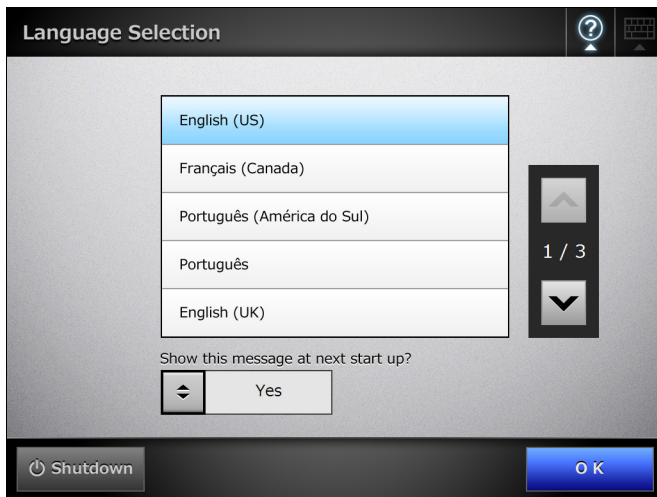 Language Selection
?
English (US)
Français (Canada)
Português (América do Sul)
Português
English (UK)
1 / 3
Show this message at next start up?
Yes
Shutdown
OK